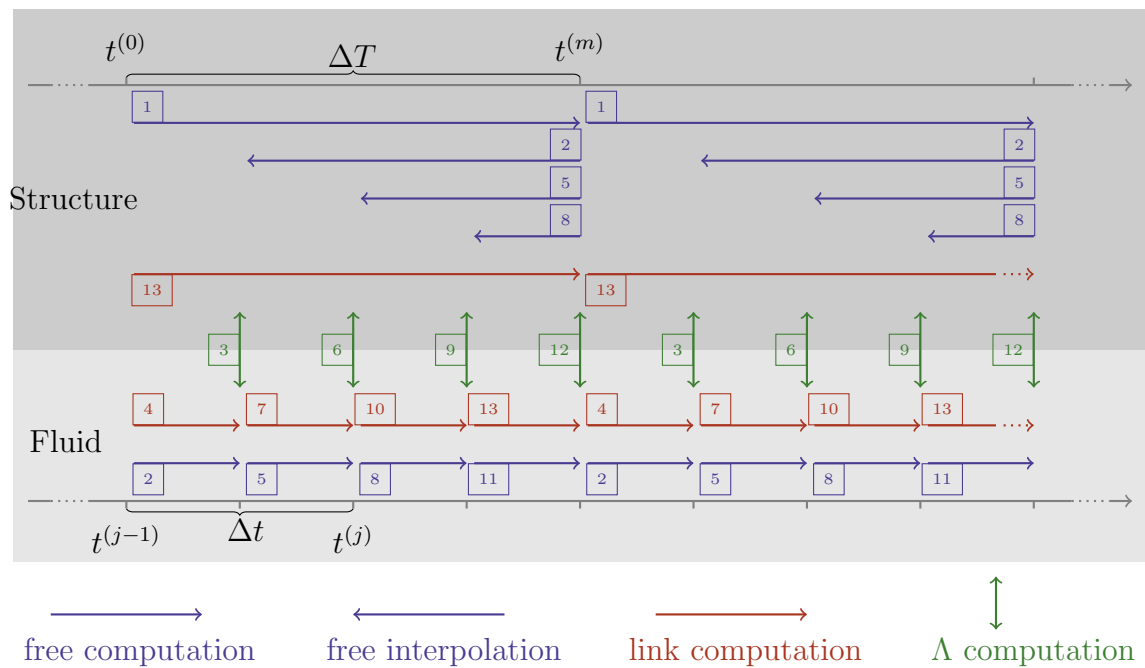 t^{(0)} ΔT t^{(m)}
1 1
2 2
5 5
Structure
8 8
13 13
3 6 9 12 3 6 9 12
4 7 10 13 4 7 10 13
Fluid
2 5 8 11 2 5 8 11
t^{(j−1)} Δt t^{(j)}
free computation free interpolation link computation Λ computation